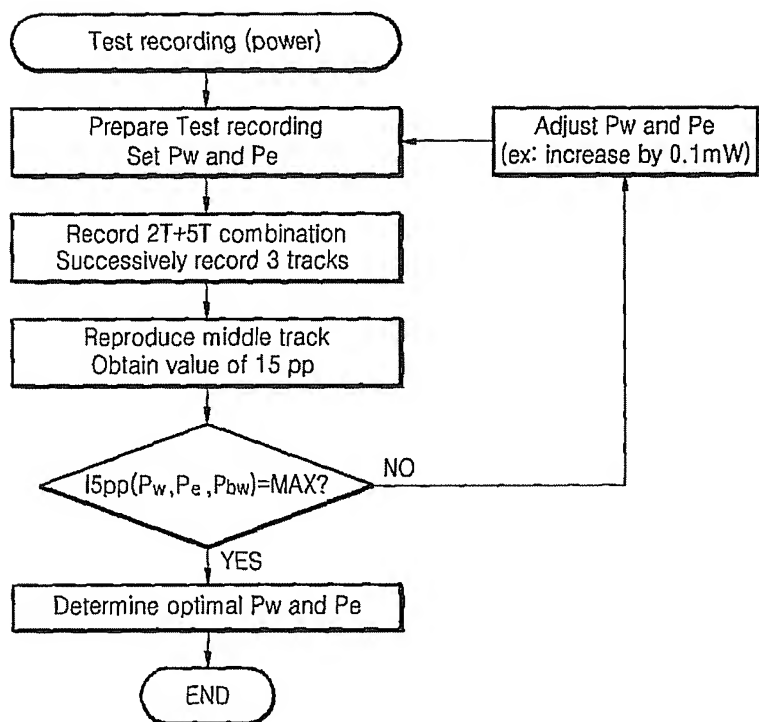 Test recording (power)
Prepare Test recording
Set Pw and Pe
Adjust Pw and Pe
(ex: increase by 0.1mW)
Record 2T+5T combination
Successively record 3 tracks
Reproduce middle track
Obtain value of 15 pp
I5pp(Pw,Pe,Pbw)=MAX?
NO
YES
Determine optimal Pw and Pe
END